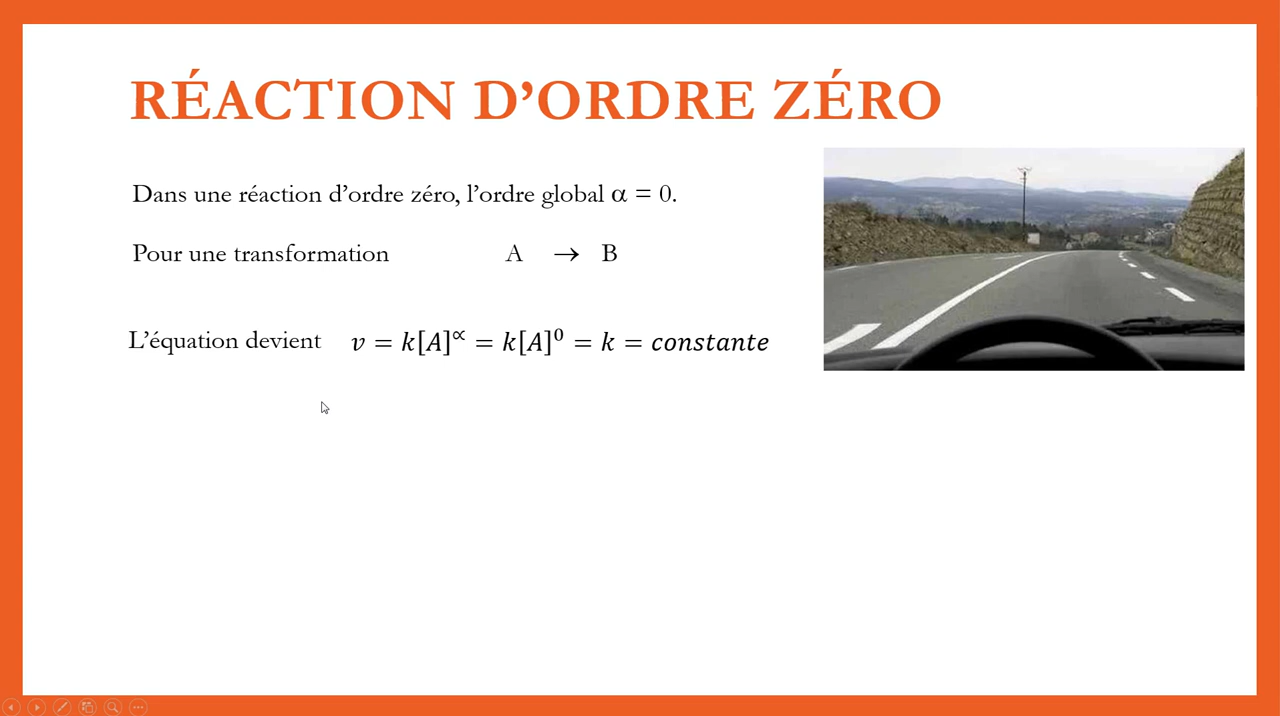 RÉACTION D’ORDRE ZÉRO
Dans une réaction d’ordre zéro, l’ordre global α = 0.
Pour une transformation A → B
L’équation devient v = k[A]^∝ = k[A]^0 = k = constante